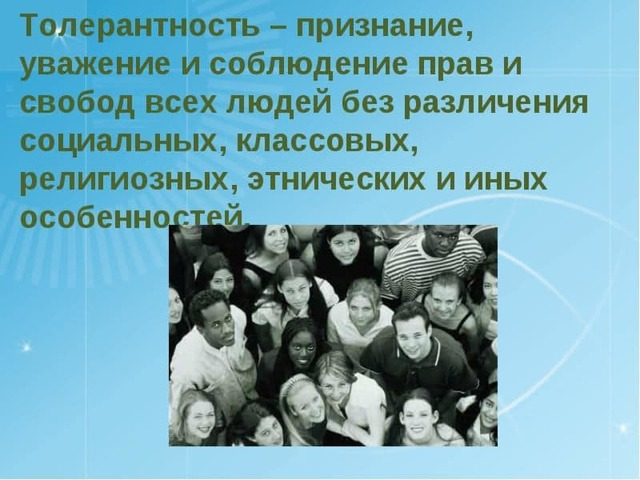 Толерантность – признание,
уважение и соблюдение прав и
свобод всех людей без различения
социальных, классовых,
религиозных, этнических и иных
особенностей.